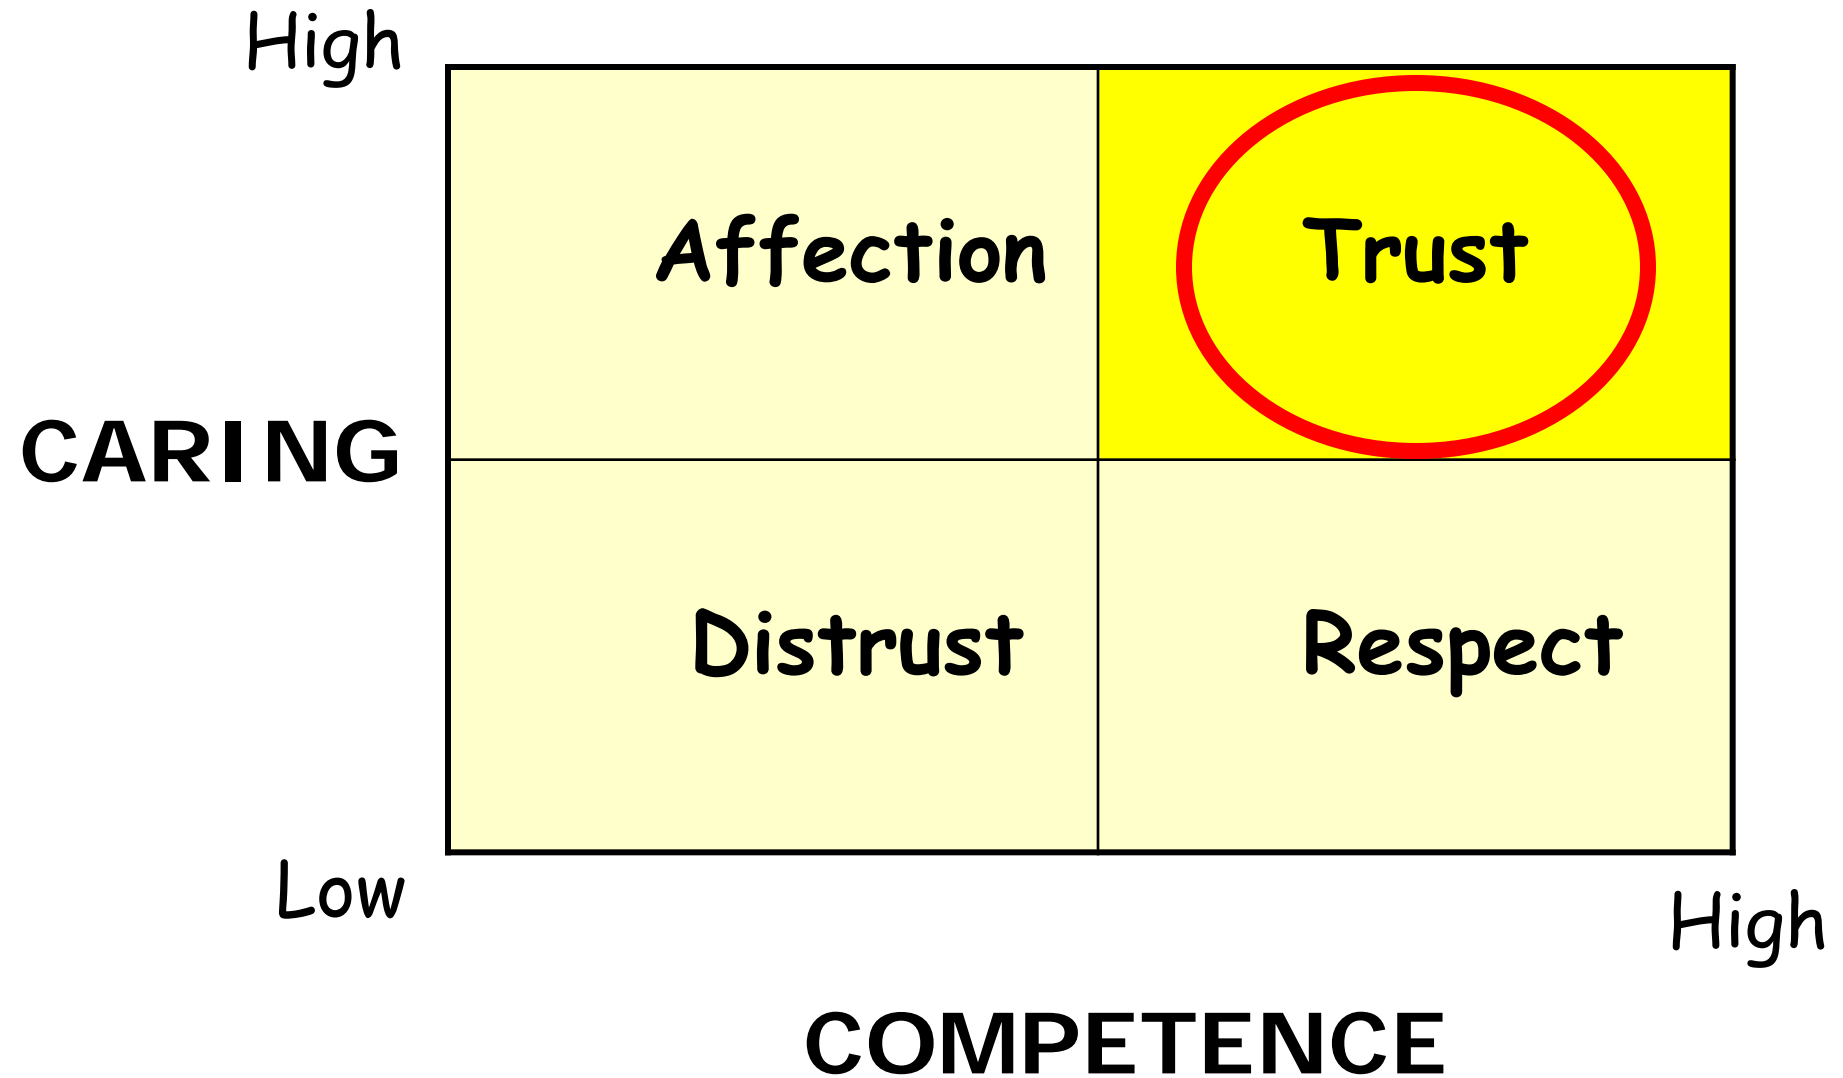 High
Affection Trust
CARING
Distrust Respect
Low
High
COMPETENCE